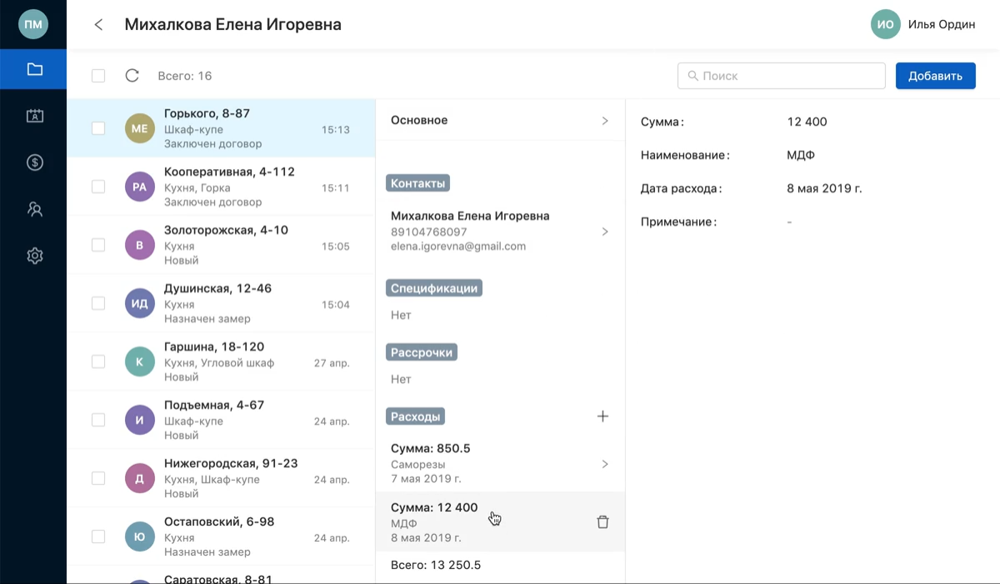 ПМ
Михалкова Елена Игоревна
ИО
Илья Ордин
Всего: 16
Поиск
Добавить
МЕ
Горького, 8-87
Шкаф-купе
Заключен договор
15:13
РА
Кооперативная, 4-112
Кухня, Горка
Заключен договор
15:11
В
Золоторожская, 4-10
Кухня
Новый
15:05
ИД
Душинская, 12-46
Кухня
Назначен замер
15:04
К
Гаршина, 18-120
Кухня, Угловой шкаф
Новый
27 апр.
И
Подъемная, 4-67
Шкаф-купе
Новый
24 апр.
Д
Нижегородская, 91-23
Кухня, Шкаф-купе
Новый
24 апр.
Ю
Остаповский, 6-98
Кухня
Назначен замер
24 апр.
Саратовская, 8-81
Основное
Контакты
Михалкова Елена Игоревна
89104768097
elena.igorevna@gmail.com
Спецификации
Нет
Рассрочки
Нет
Расходы
Сумма: 850.5
Саморезы
7 мая 2019 г.
Сумма: 12 400
МДФ
8 мая 2019 г.
Всего: 13 250.5
Сумма: 12 400
Наименование: МДФ
Дата расхода: 8 мая 2019 г.
Примечание: -